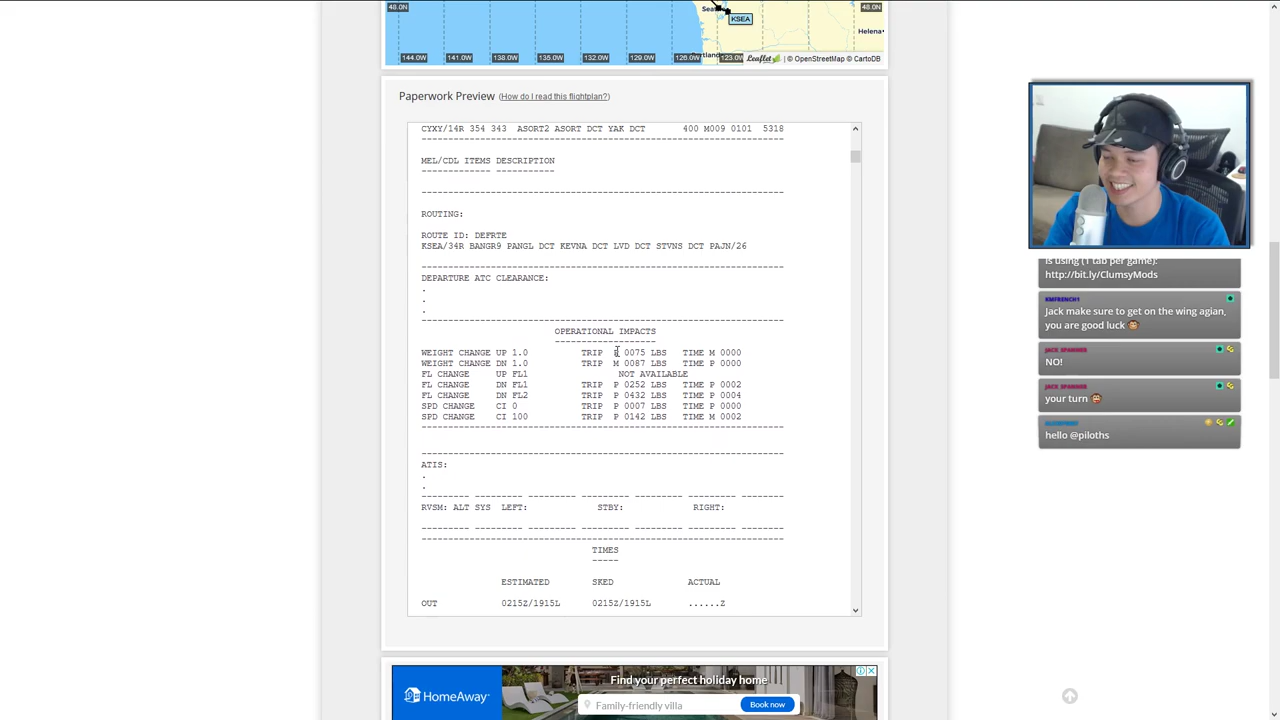 48.0N
48.0N
KSEA
Helena
144.0W 141.0W 138.0W 135.0W 132.0W 129.0W 126.0W
Leaflet | © OpenStreetMap © CartoDB
Paperwork Preview (How do I read this flightplan?)
CYXY/14R 354 343 ASORT2 ASORT DCT YAK DCT 400 M009 0101 5318
MEL/CDL ITEMS DESCRIPTION
ROUTING:
ROUTE ID: DEFRTE
KSEA/34R BANGR9 PANGL DCT KEVNA DCT LVD DCT STVNS DCT PAJN/26
DEPARTURE ATC CLEARANCE:
.
.
.
OPERATIONAL IMPACTS
WEIGHT CHANGE UP 1.0 TRIP P 0075 LBS TIME M 0000
WEIGHT CHANGE DN 1.0 TRIP M 0087 LBS TIME P 0000
FL CHANGE UP FL1 NOT AVAILABLE
FL CHANGE DN FL1 TRIP P 0252 LBS TIME P 0002
FL CHANGE DN FL2 TRIP P 0432 LBS TIME P 0004
SPD CHANGE CI 0 TRIP P 0007 LBS TIME P 0000
SPD CHANGE CI 100 TRIP P 0142 LBS TIME M 0002
ATIS:
.
.
RVSM: ALT SYS LEFT: STBY: RIGHT:
TIMES
ESTIMATED SKED ACTUAL
OUT 0215Z/1915L 0215Z/1915L ......Z
HomeAway
Find your perfect holiday home
Family-friendly villa
Book now
is using (1 tab per game):
http://bit.ly/ClumsyMods
KMFRENCH1
Jack make sure to get on the wing agian,
you are good luck
JACK SPANNER
NO!
JACK SPANNER
your turn
hello @piloths